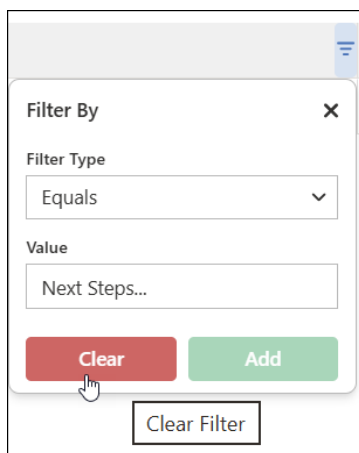 Filter By
Filter Type
Equals
Value
Next Steps...
Clear Add
Clear Filter